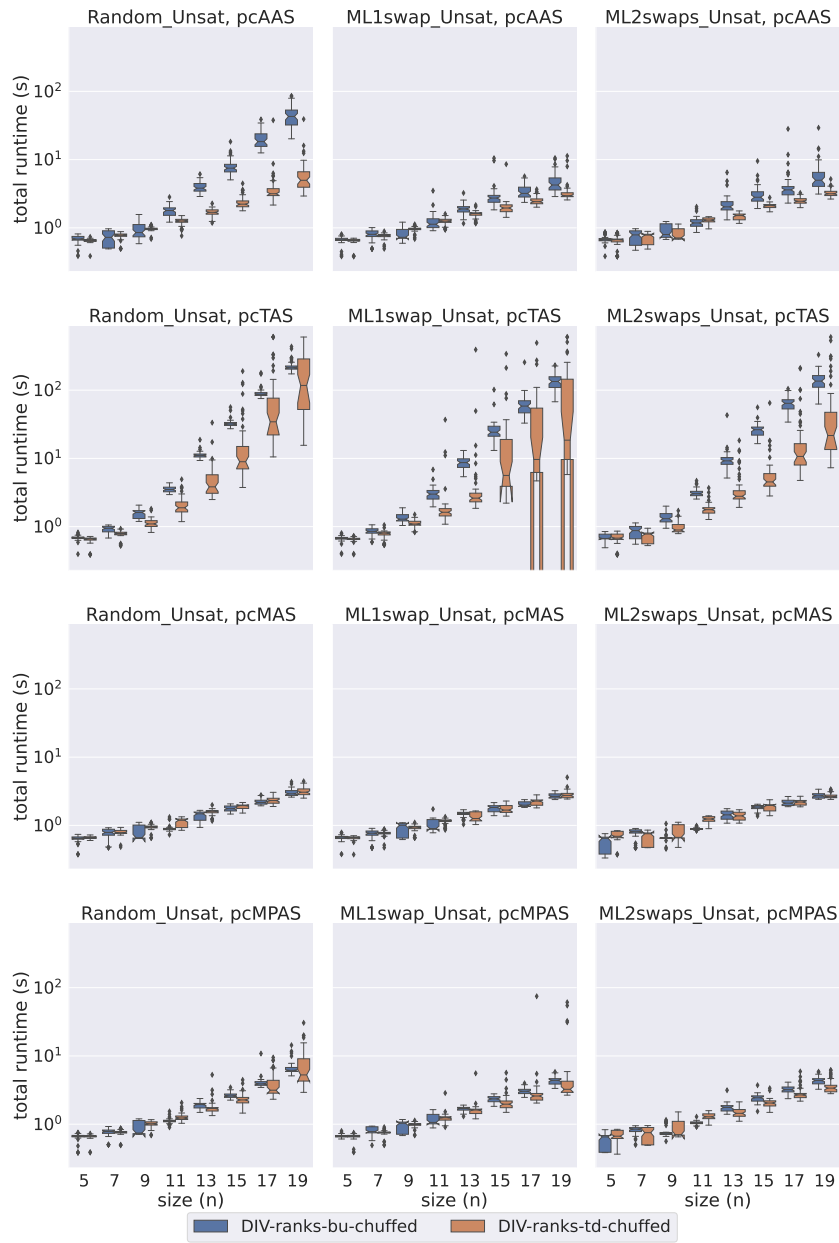 Random_Unsat, pcAAS ML1swap_Unsat, pcAAS ML2swaps_Unsat, pcAAS
total runtime (s)
10²
10¹
10⁰
Random_Unsat, pcTAS ML1swap_Unsat, pcTAS ML2swaps_Unsat, pcTAS
total runtime (s)
10²
10¹
10⁰
Random_Unsat, pcMAS ML1swap_Unsat, pcMAS ML2swaps_Unsat, pcMAS
total runtime (s)
10²
10¹
10⁰
Random_Unsat, pcMPAS ML1swap_Unsat, pcMPAS ML2swaps_Unsat, pcMPAS
total runtime (s)
10²
10¹
10⁰
5 7 9 11 13 15 17 19 5 7 9 11 13 15 17 19 5 7 9 11 13 15 17 19
size (n) size (n) size (n)
DIV-ranks-bu-chuffed DIV-ranks-td-chuffed